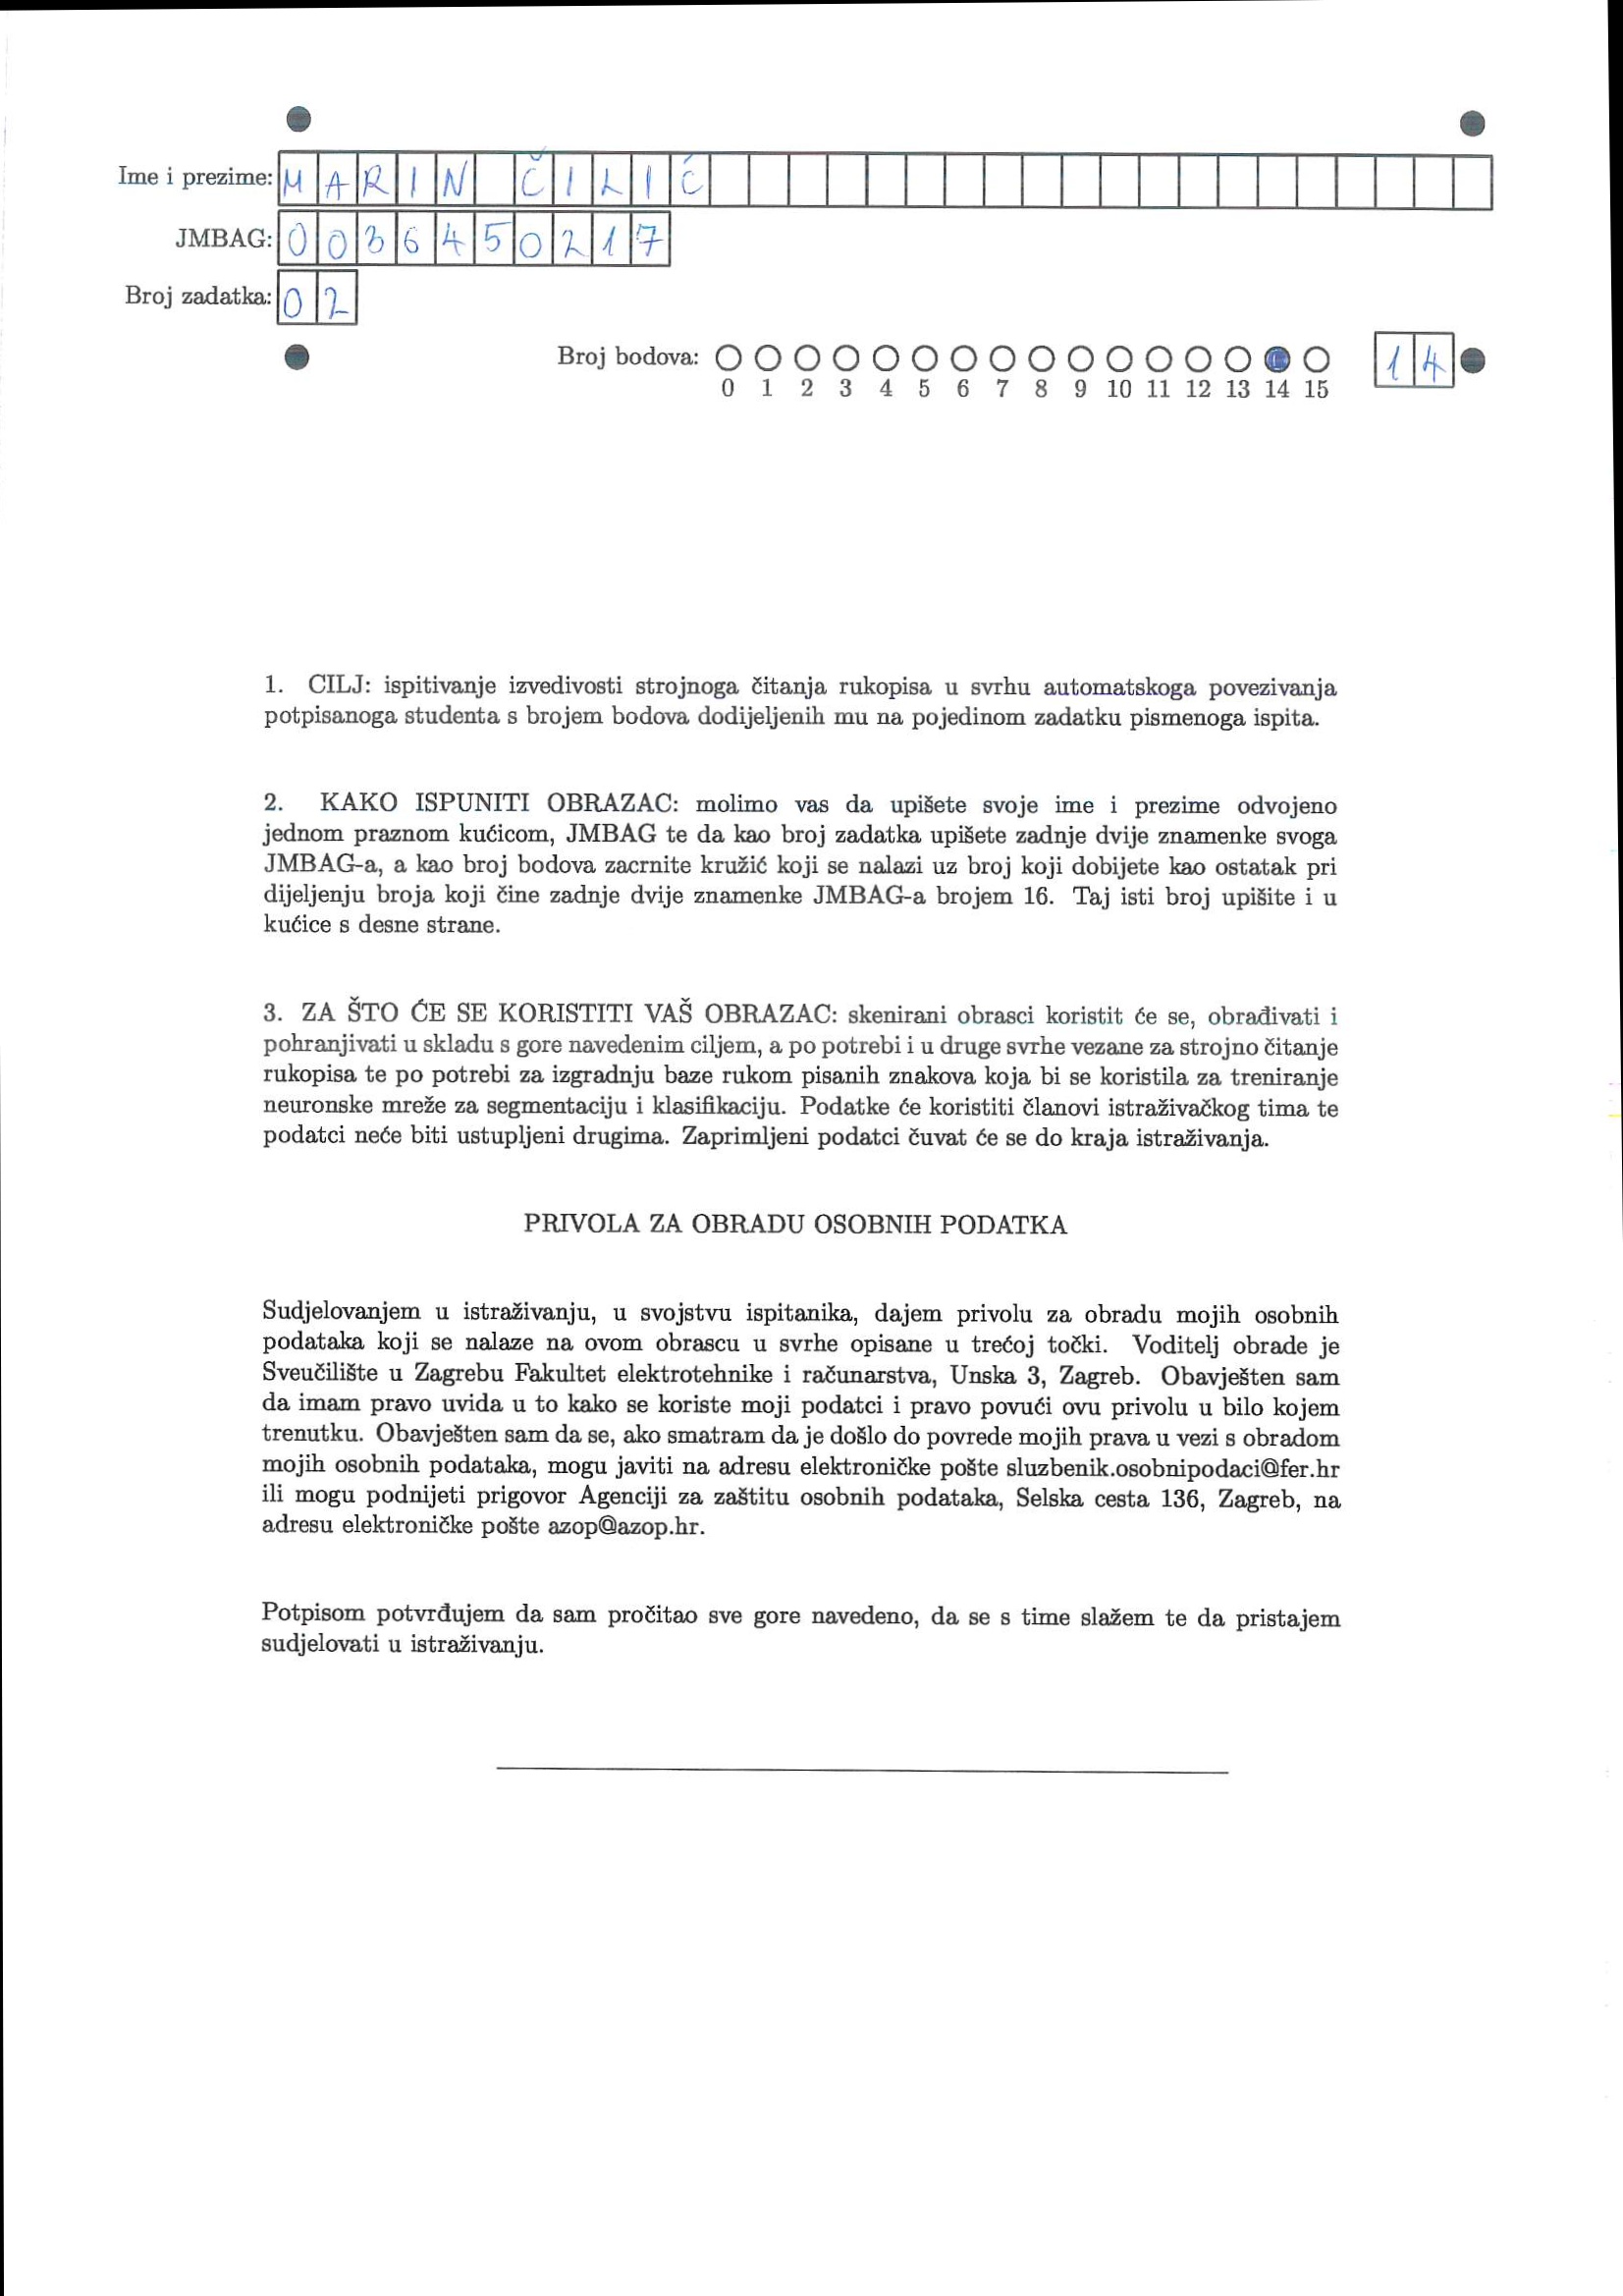 Ime i prezime: MARIN ČILIĆ
JMBAG: 0036450217
Broj zadatka: 02
Broj bodova: 14
0 1 2 3 4 5 6 7 8 9 10 11 12 13 14 15
1. CILJ: ispitivanje izvedivosti strojnoga čitanja rukopisa u svrhu automatskoga povezivanja
potpisanoga studenta s brojem bodova dodijeljenih mu na pojedinom zadatku pismenoga ispita.
2. KAKO ISPUNITI OBRAZAC: molimo vas da upišete svoje ime i prezime odvojeno
jednom praznom kućicom, JMBAG te da kao broj zadatka upišete zadnje dvije znamenke svoga
JMBAG-a, a kao broj bodova zacrnite kružić koji se nalazi uz broj koji dobijete kao ostatak pri
dijeljenju broja koji čine zadnje dvije znamenke JMBAG-a brojem 16. Taj isti broj upišite i u
kućice s desne strane.
3. ZA ŠTO ĆE SE KORISTITI VAŠ OBRAZAC: skenirani obrasci koristit će se, obrađivati i
pohranjivati u skladu s gore navedenim ciljem, a po potrebi i u druge svrhe vezane za strojno čitanje
rukopisa te po potrebi za izgradnju baze rukom pisanih znakova koja bi se koristila za treniranje
neuronske mreže za segmentaciju i klasifikaciju. Podatke će koristiti članovi istraživačkog tima te
podatci neće biti ustupljeni drugima. Zaprimljeni podatci čuvat će se do kraja istraživanja.
PRIVOLA ZA OBRADU OSOBNIH PODATKA
Sudjelovanjem u istraživanju, u svojstvu ispitanika, dajem privolu za obradu mojih osobnih
podataka koji se nalaze na ovom obrascu u svrhe opisane u trećoj točki. Voditelj obrade je
Sveučilište u Zagrebu Fakultet elektrotehnike i računarstva, Unska 3, Zagreb. Obavješten sam
da imam pravo uvida u to kako se koriste moji podatci i pravo povući ovu privolu u bilo kojem
trenutku. Obavješten sam da se, ako smatram da je došlo do povrede mojih prava u vezi s obradom
mojih osobnih podataka, mogu javiti na adresu elektroničke pošte sluzbenik.osobnipodaci@fer.hr
ili mogu podnijeti prigovor Agenciji za zaštitu osobnih podataka, Selska cesta 136, Zagreb, na
adresu elektroničke pošte azop@azop.hr.
Potpisom potvrđujem da sam pročitao sve gore navedeno, da se s time slažem te da pristajem
sudjelovati u istraživanju.